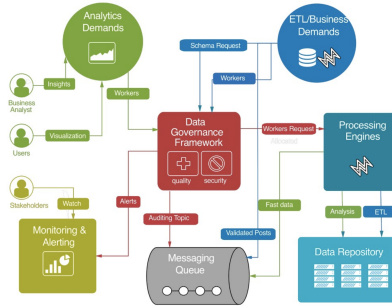 Analytics
Demands
ETL/Business
Demands
Schema Request
Insights
Workers
Business
Analyst
Workers
Visualization
Users
Data
Governance
Framework
quality
security
Workers Request
Processing
Engines
Stakeholders
Watch
Alerts
Auditing Topic
Fast data
Analysis
ETL
Monitoring &
Alerting
Validated Posts
Messaging
Queue
Data Repository